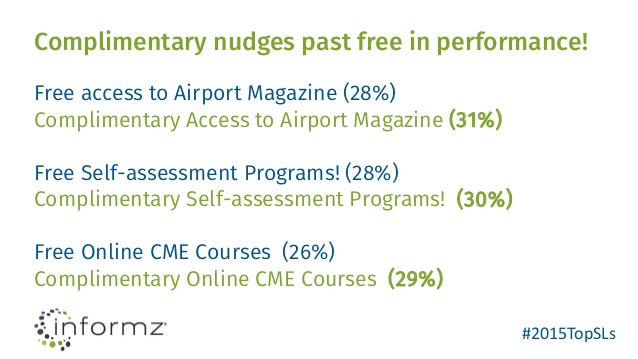 Complimentary nudges past free in performance!
Free access to Airport Magazine (28%)
Complimentary Access to Airport Magazine (31%)
Free Self-assessment Programs! (28%)
Complimentary Self-assessment Programs! (30%)
Free Online CME Courses (26%)
Complimentary Online CME Courses (29%)
informz®
#2015TopSLs